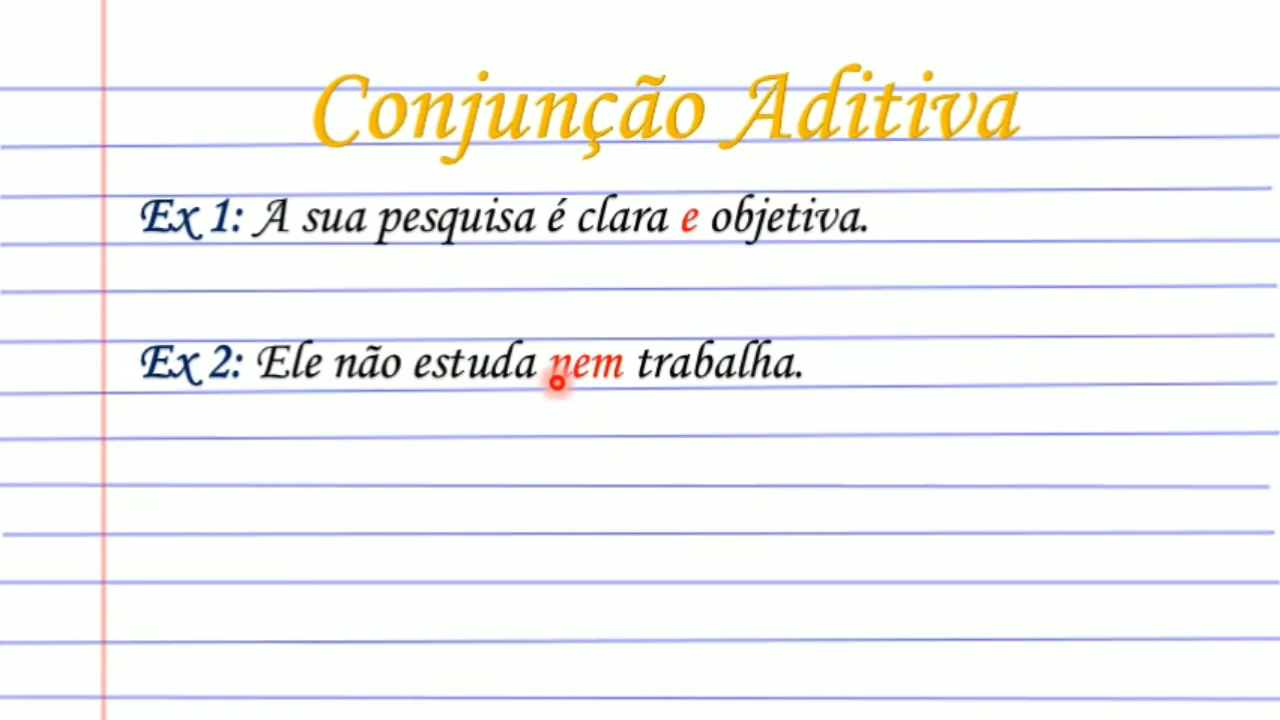 Conjunção Aditiva
Ex 1: A sua pesquisa é clara e objetiva.
Ex 2: Ele não estuda nem trabalha.